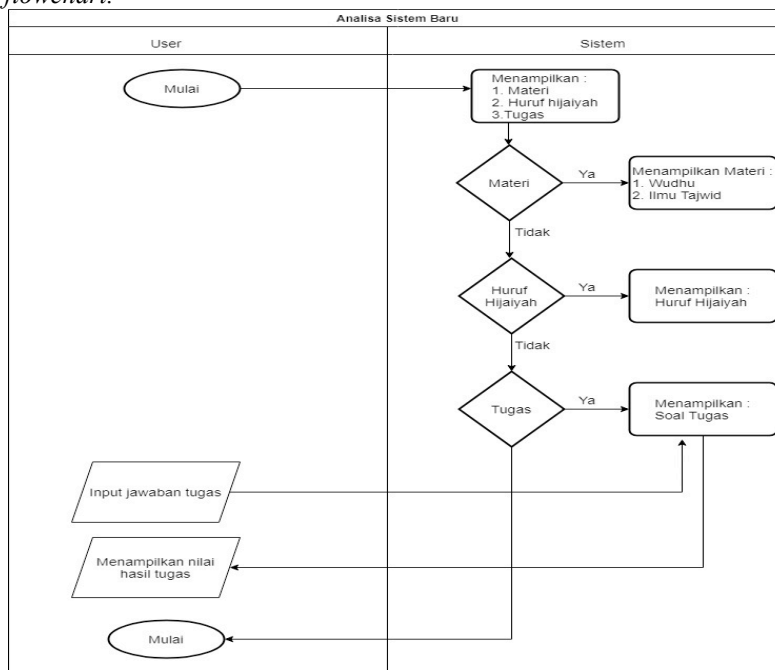 flowchart.
Analisa Sistem Baru
User
Sistem
Mulai
Menampilkan :
1. Materi
2. Huruf hijaiyah
3.Tugas
Materi
Ya
Menampilkan Materi :
1. Wudhu
2. Ilmu Tajwid
Tidak
Huruf
Hijaiyah
Ya
Menampilkan :
Huruf Hijaiyah
Tidak
Tugas
Ya
Menampilkan :
Soal Tugas
Input jawaban tugas
Menampilkan nilai
hasil tugas
Mulai